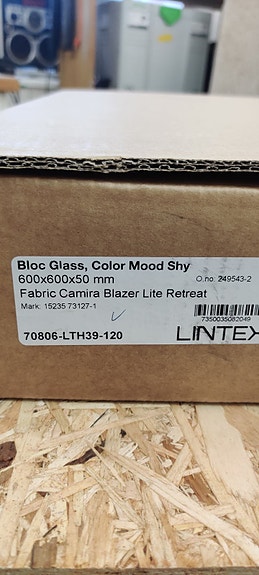 Bloc Glass, Color Mood Shy
600x600x50 mm O.no: 249543-2
Fabric Camira Blazer Lite Retreat
Mark: 15235 73127-1
7350035082049
70806-LTH39-120
LINTEX